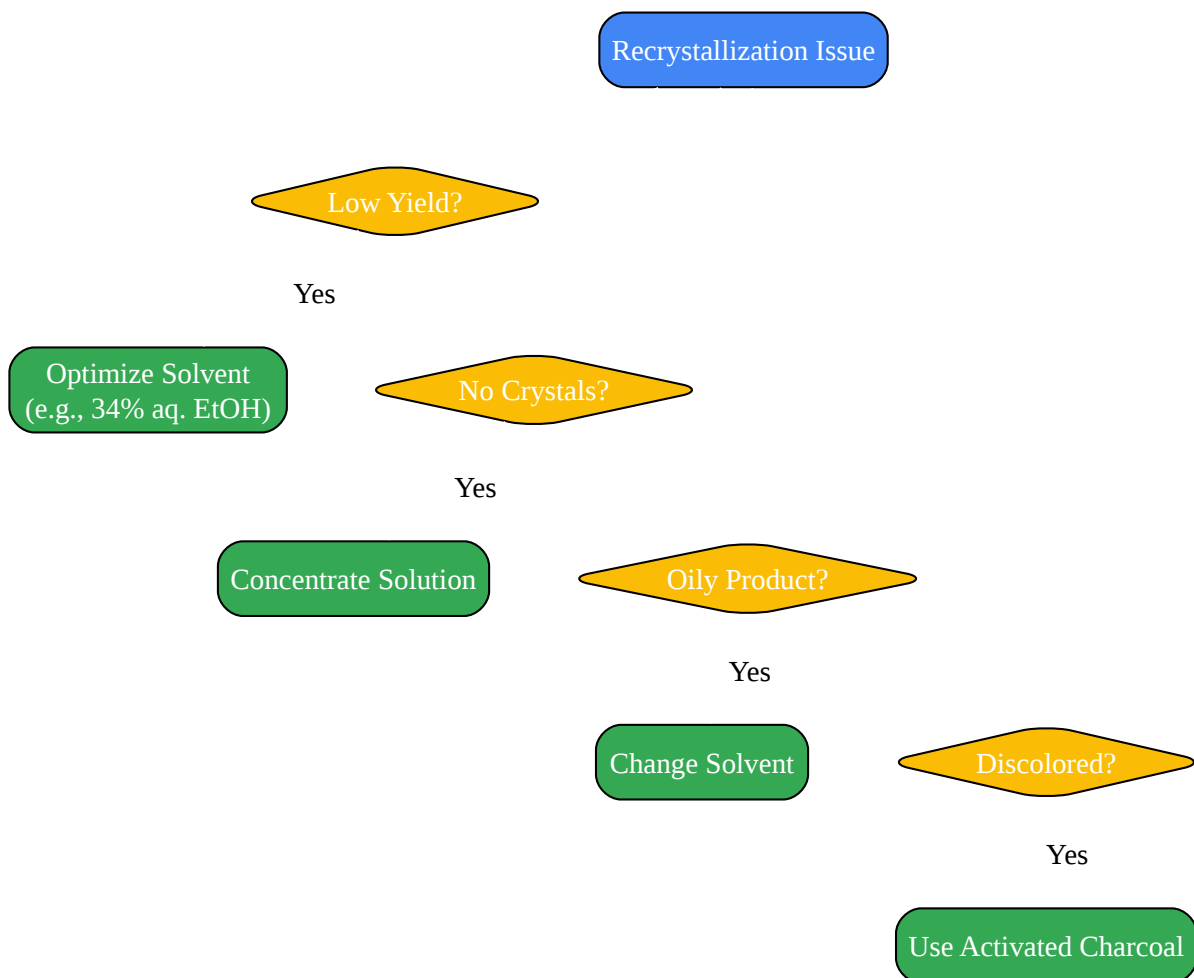 Recrystallization Issue
Low Yield?
Yes
Optimize Solvent
(e.g., 34% aq. EtOH)
No Crystals?
Yes
Concentrate Solution
Oily Product?
Yes
Change Solvent
Discolored?
Yes
Use Activated Charcoal